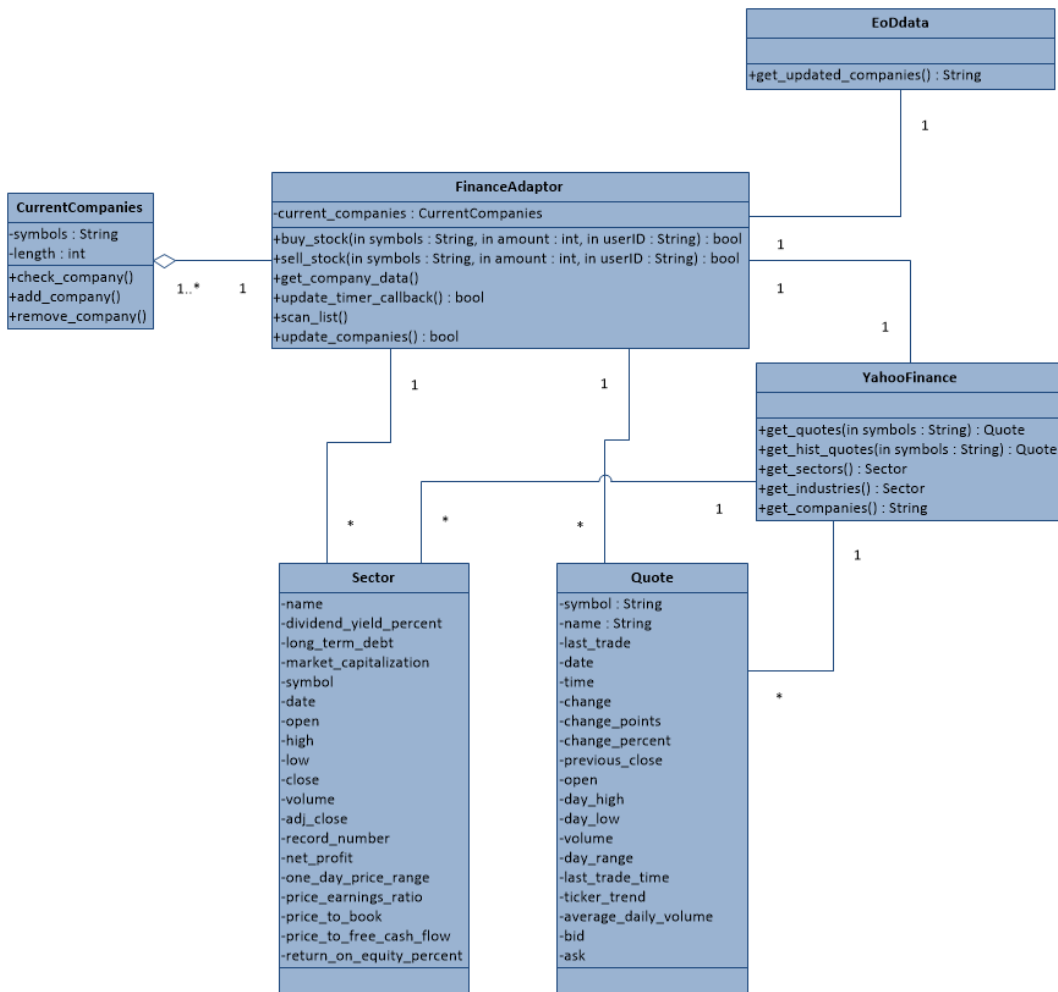 EoDdata
+get_updated_companies() : String
1
FinanceAdaptor
-current_companies : CurrentCompanies
+buy_stock(in symbols : String, in amount : int, in userID : String) : bool
+sell_stock(in symbols : String, in amount : int, in userID : String) : bool
+get_company_data()
+update_timer_callback() : bool
+scan_list()
+update_companies() : bool
CurrentCompanies
-symbols : String
-length : int
+check_company()
+add_company()
+remove_company()
1..*
1
1
1
1
1
1
YahooFinance
+get_quotes(in symbols : String) : Quote
+get_hist_quotes(in symbols : String) : Quotes
+get_sectors() : Sector
+get_industries() : Sector
+get_companies() : String
*
*
*
1
1
*
Sector
-name
-dividend_yield_percent
-long_term_debt
-market_capitalization
-symbol
-date
-open
-high
-low
-close
-volume
-adj_close
-record_number
-net_profit
-one_day_price_range
-price_earnings_ratio
-price_to_book
-price_to_free_cash_flow
-return_on_equity_percent
Quote
-symbol : String
-name : String
-last_trade
-date
-time
-change
-change_points
-change_percent
-previous_close
-open
-day_high
-day_low
-volume
-day_range
-last_trade_time
-ticker_trend
-average_daily_volume
-bid
-ask